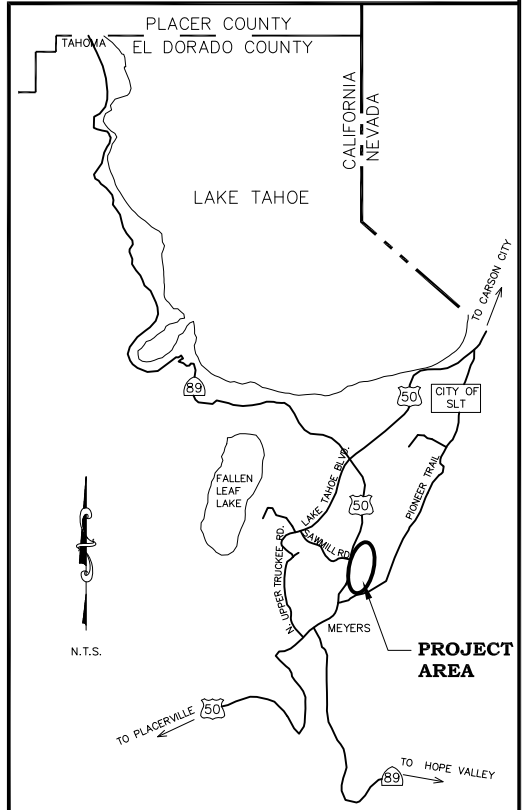 PLACER COUNTY
TAHOMA
EL DORADO COUNTY
CALIFORNIA
NEVADA
LAKE TAHOE
TO CARSON CITY
89
50
CITY OF
SLT
FALLEN
LEAF
LAKE
LAKE TAHOE BLVD.
50
PIONEER TRAIL
SAWMILL RD.
N. UPPER TRUCKEE RD.
MEYERS
PROJECT
AREA
N.T.S.
50
TO PLACERVILLE
TO HOPE VALLEY
89